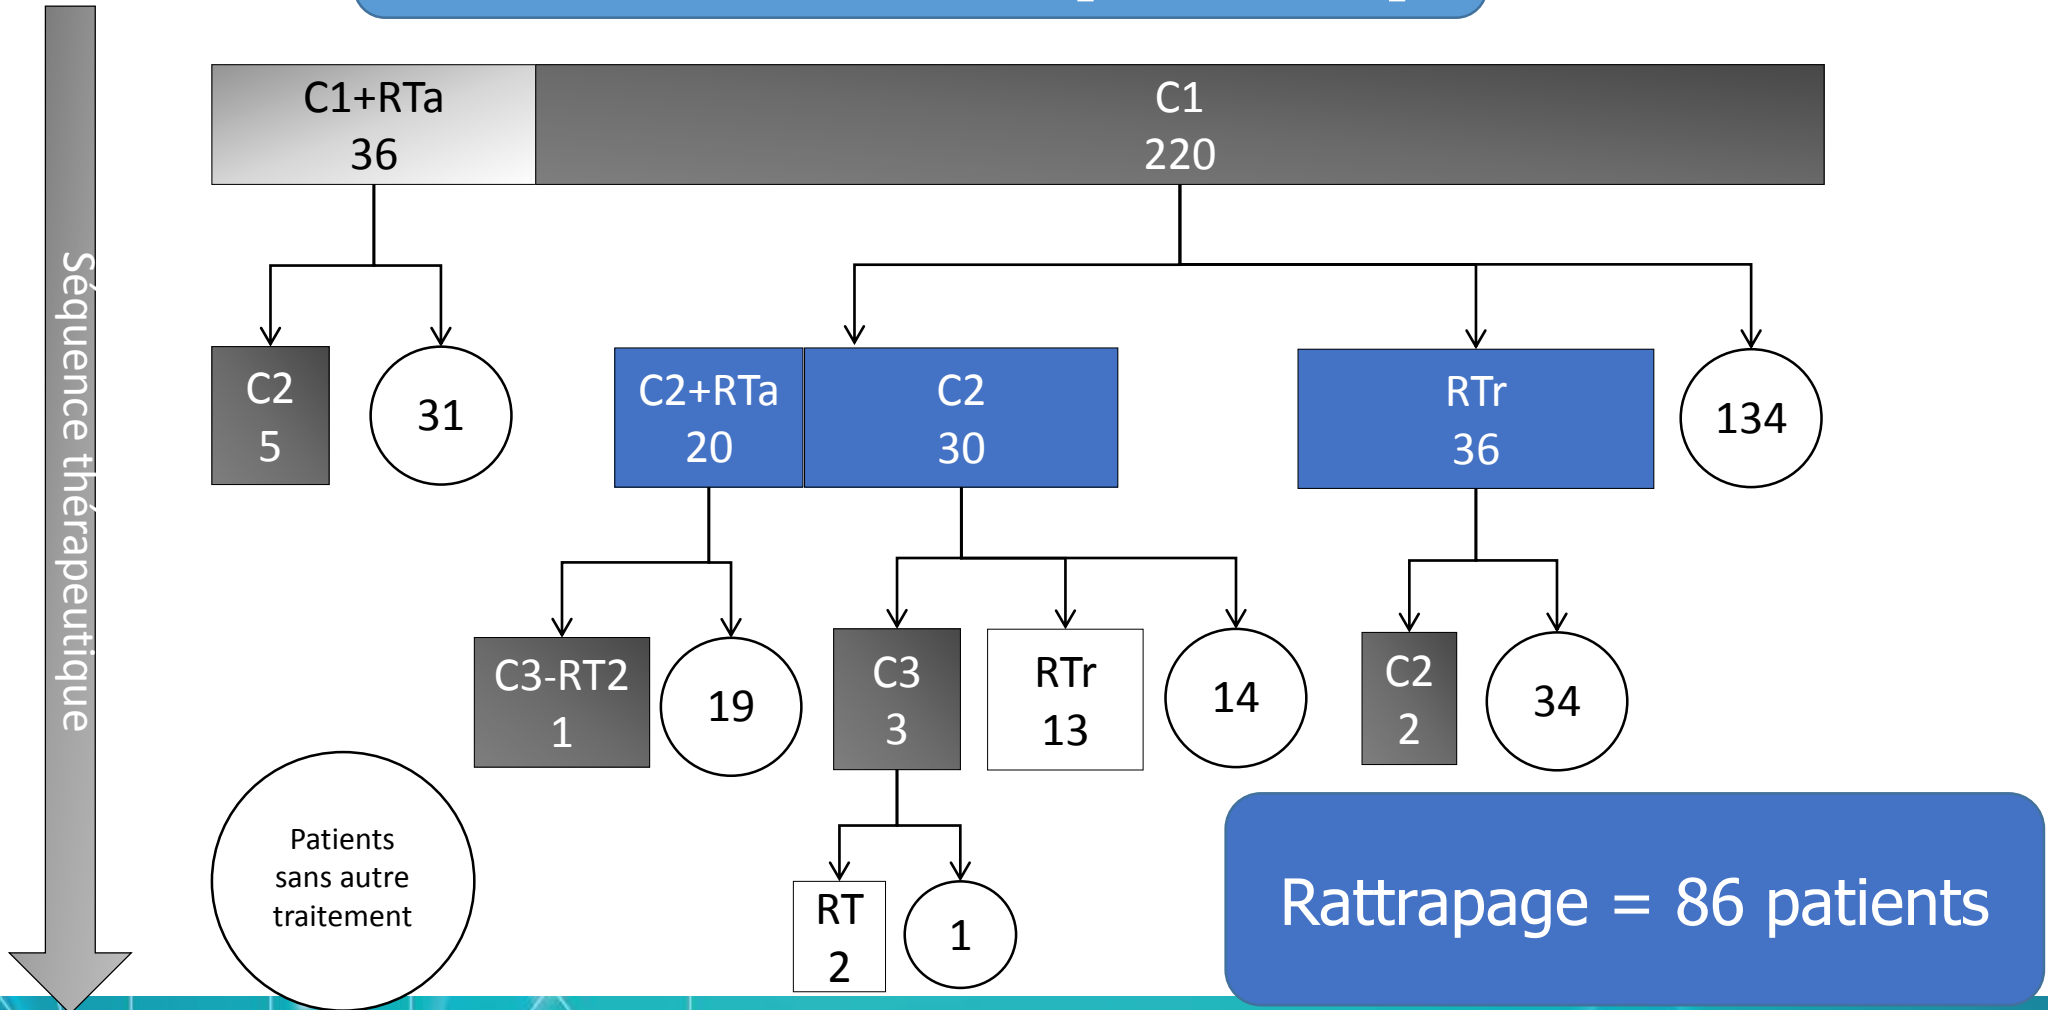 Séquence thérapeutique
C1+RTa
36
C1
220
C2
5
31
C2+RTa
20
C2
30
RTr
36
134
C3-RT2
1
19
C3
3
RTr
13
14
C2
2
34
Patients
sans autre
traitement
RT
2
1
Rattrapage = 86 patients